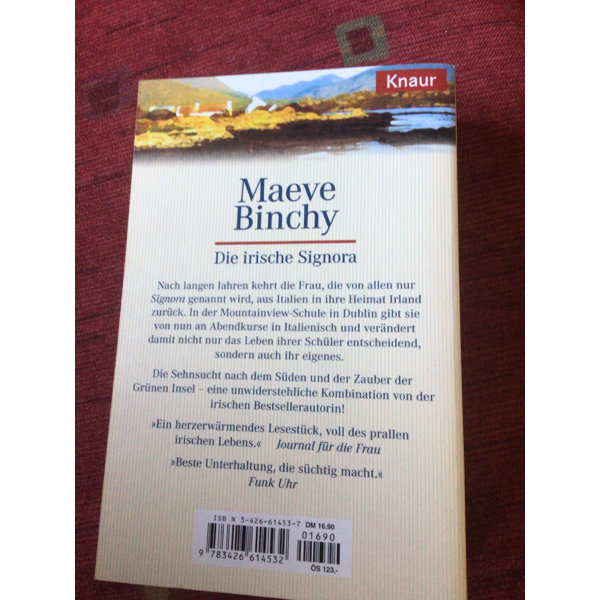 Knaur
Maeve
Binchy
Die irische Signora
Nach langen Jahren kehrt die Frau, die von allen nur
Signora genannt wird, aus Italien in ihre Heimat Irland
zurück. In der Mountainview-Schule in Dublin gibt sie
von nun an Abendkurse in Italienisch und verändert
damit nicht nur das Leben ihrer Schüler entscheidend,
sondern auch ihr eigenes.
Die Sehnsucht nach dem Süden und der Zauber der
Grünen Insel – eine unwiderstehliche Kombination von der
irischen Bestsellerautorin!
»Ein herzerwärmendes Lesestück, voll des prallen
irischen Lebens.« Journal für die Frau
»Beste Unterhaltung, die süchtig macht.«
Funk Uhr
ISBN 3-426-61453-7 DM 16.90
01690
9 783426 614532
ÖS 123,-